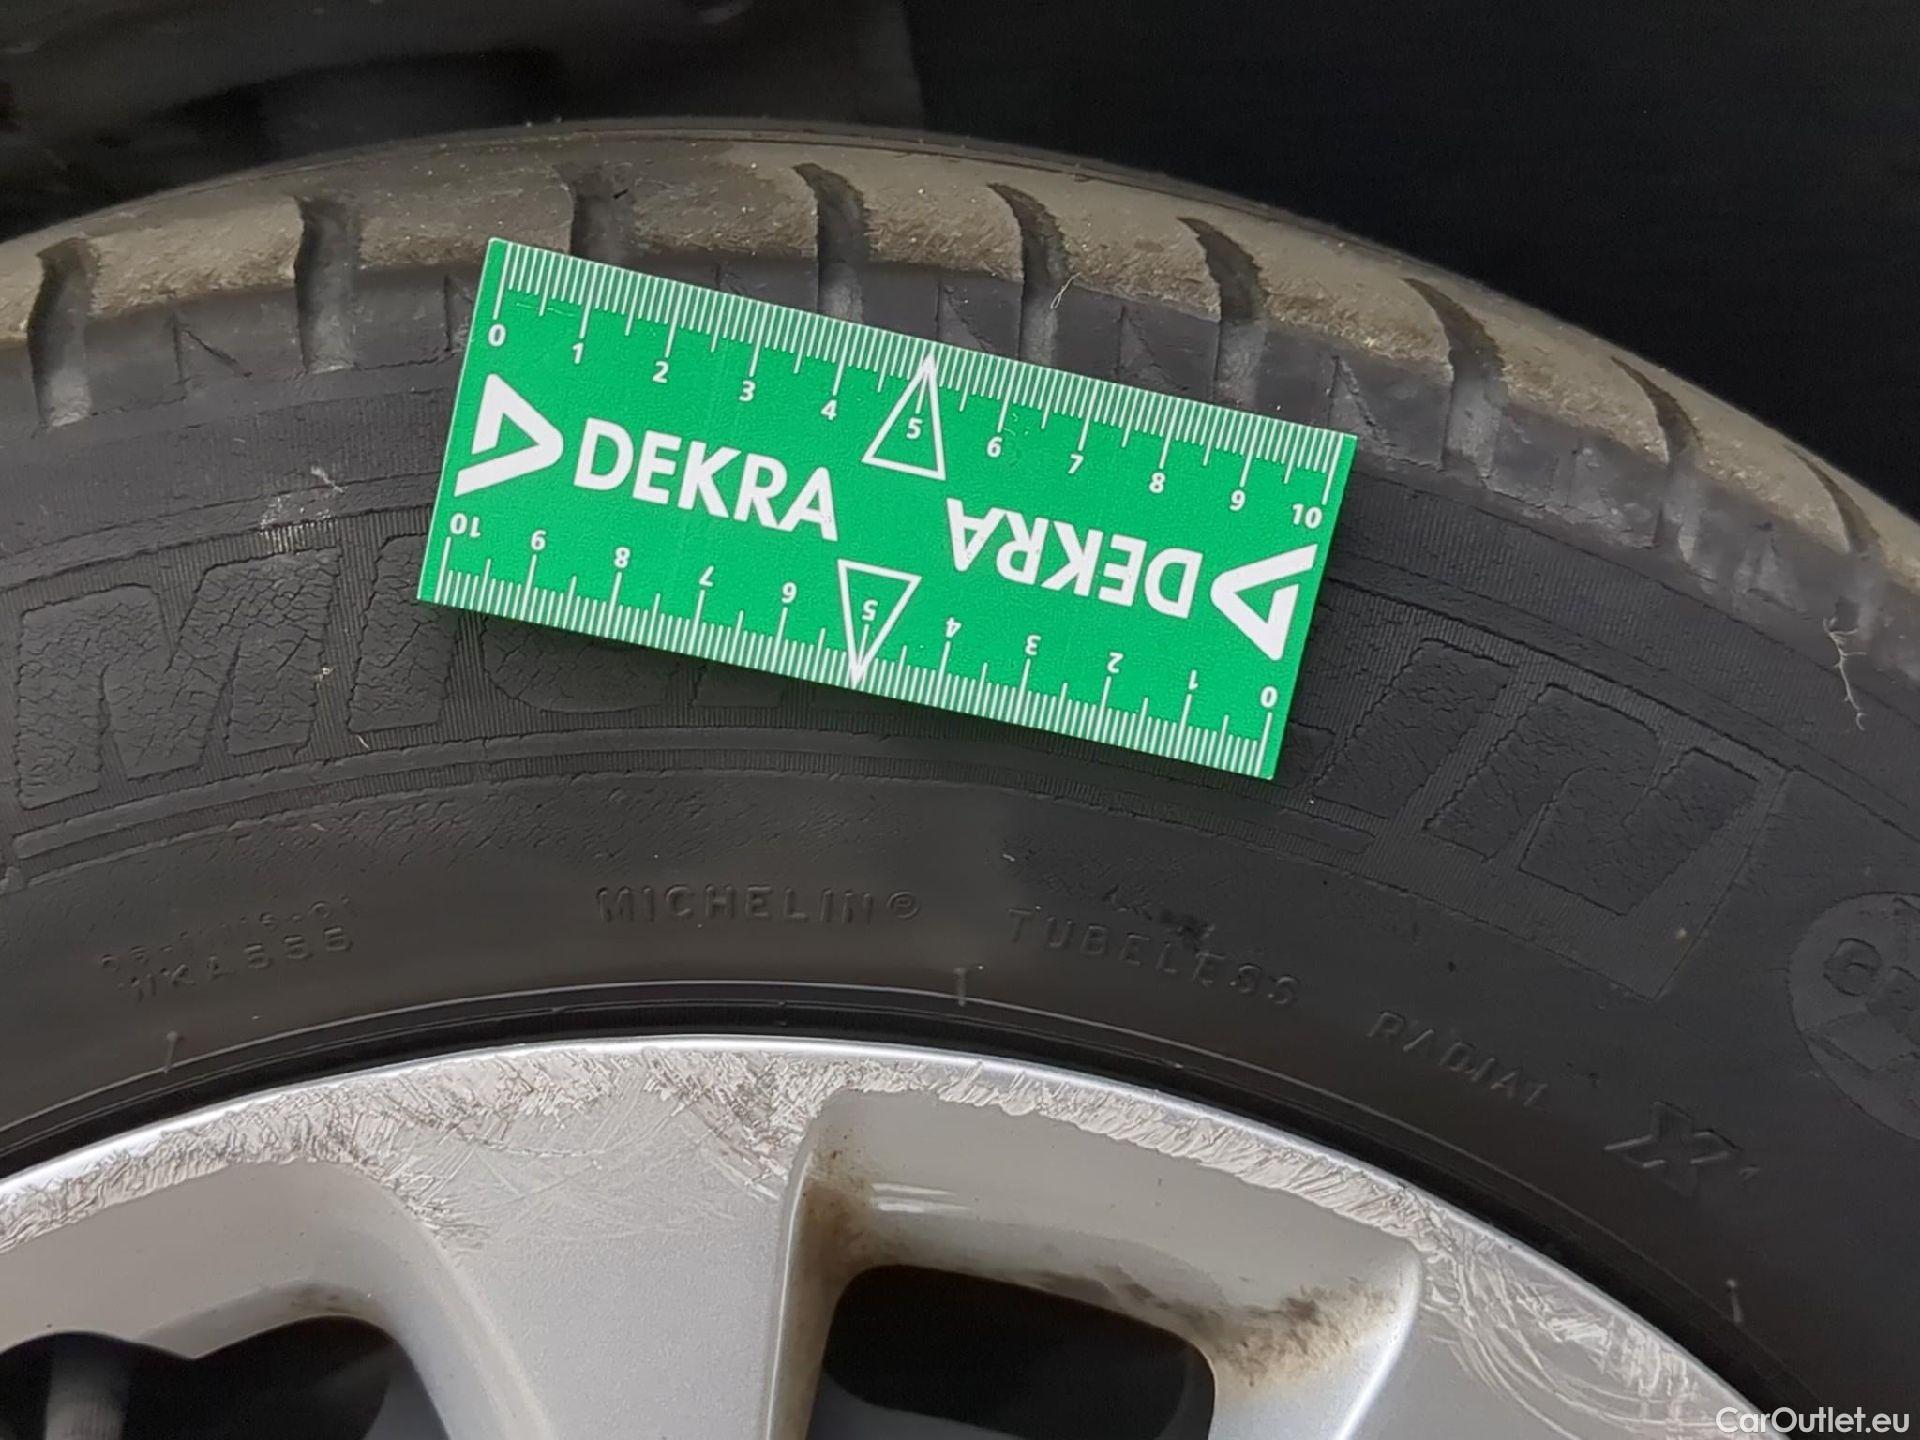 0 1 2 3 4 5 6 7 8 9 10
DEKRA
DEKRA
10 9 8 7 6 5 4 3 2 1 0
MICHELIN
MICHELIN®
TUBELESS
RADIAL X
CarOutlet.eu